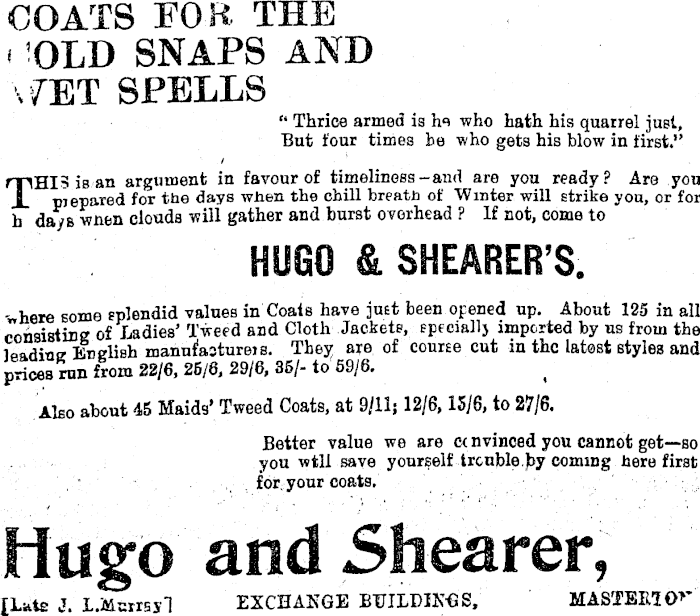 COATS FOR THE
COLD SNAPS AND
WET SPELLS
“ Thrice armed is he who hath his quarrel just,
But four times he who gets his blow in first.”
THIS is an argument in favour of timeliness—and are you ready? Are you
prepared for the days when the chill breath of Winter will strike you, or for
h days when clouds will gather and burst overhead? If not, come to
HUGO & SHEARER'S.
where some splendid values in Coats have just been opened up. About 125 in all
consisting of Ladies' Tweed and Cloth Jackets, specially imported by us from the
leading English manufacturers. They are of course cut in the latest styles and
prices run from 22/6, 25/6, 29/6, 35/- to 59/6.
Also about 45 Maids' Tweed Coats, at 9/11; 12/6, 15/6, to 27/6.
Better value we are convinced you cannot get—so
you will save yourself trouble by coming here first
for your coats.
Hugo and Shearer,
[Late J. L. Murray] EXCHANGE BUILDINGS, MASTERTON